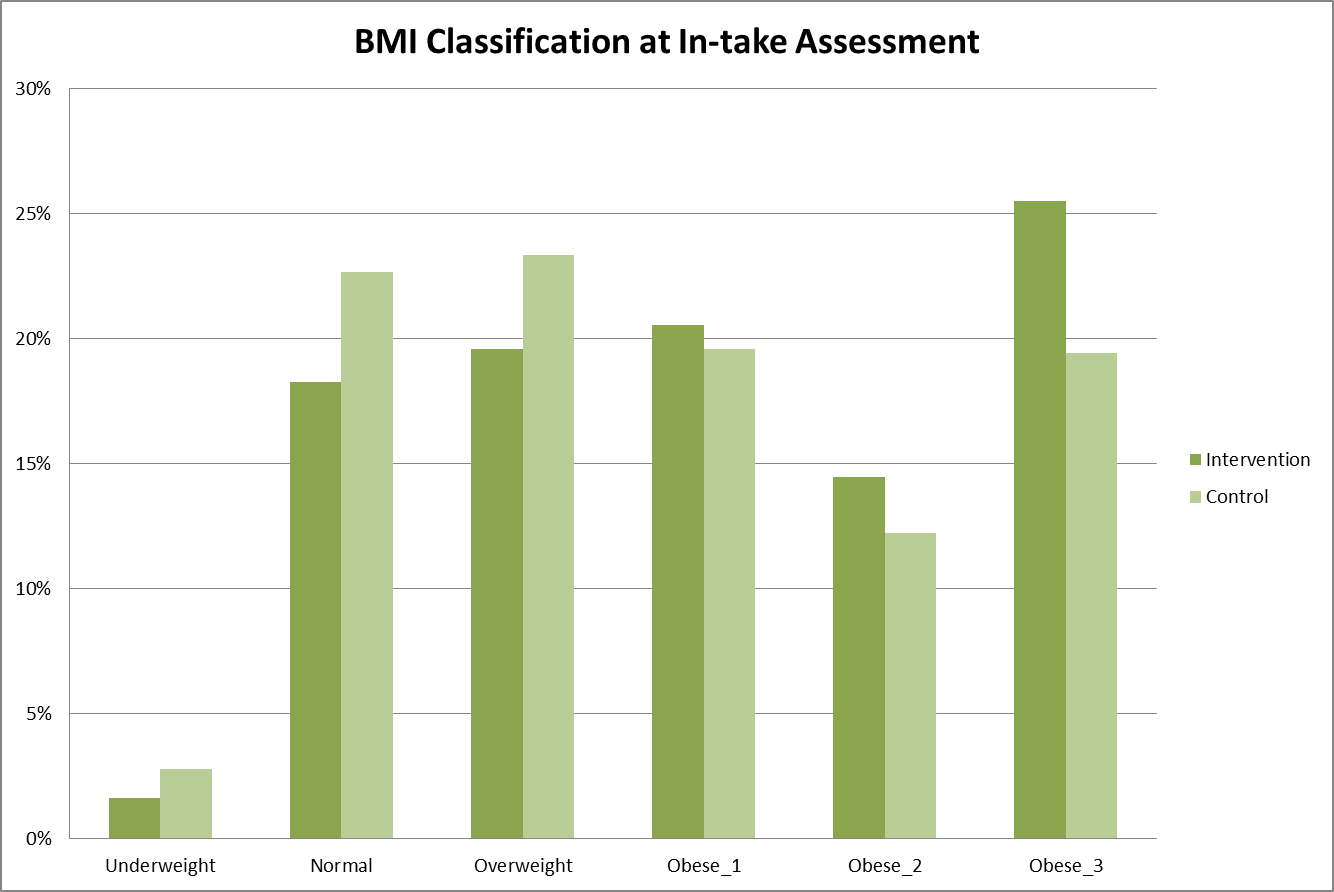 BMI Classification at In-take Assessment
30%
25%
20%
15%
10%
5%
0%
Underweight Normal Overweight Obese_1 Obese_2 Obese_3
Intervention
Control